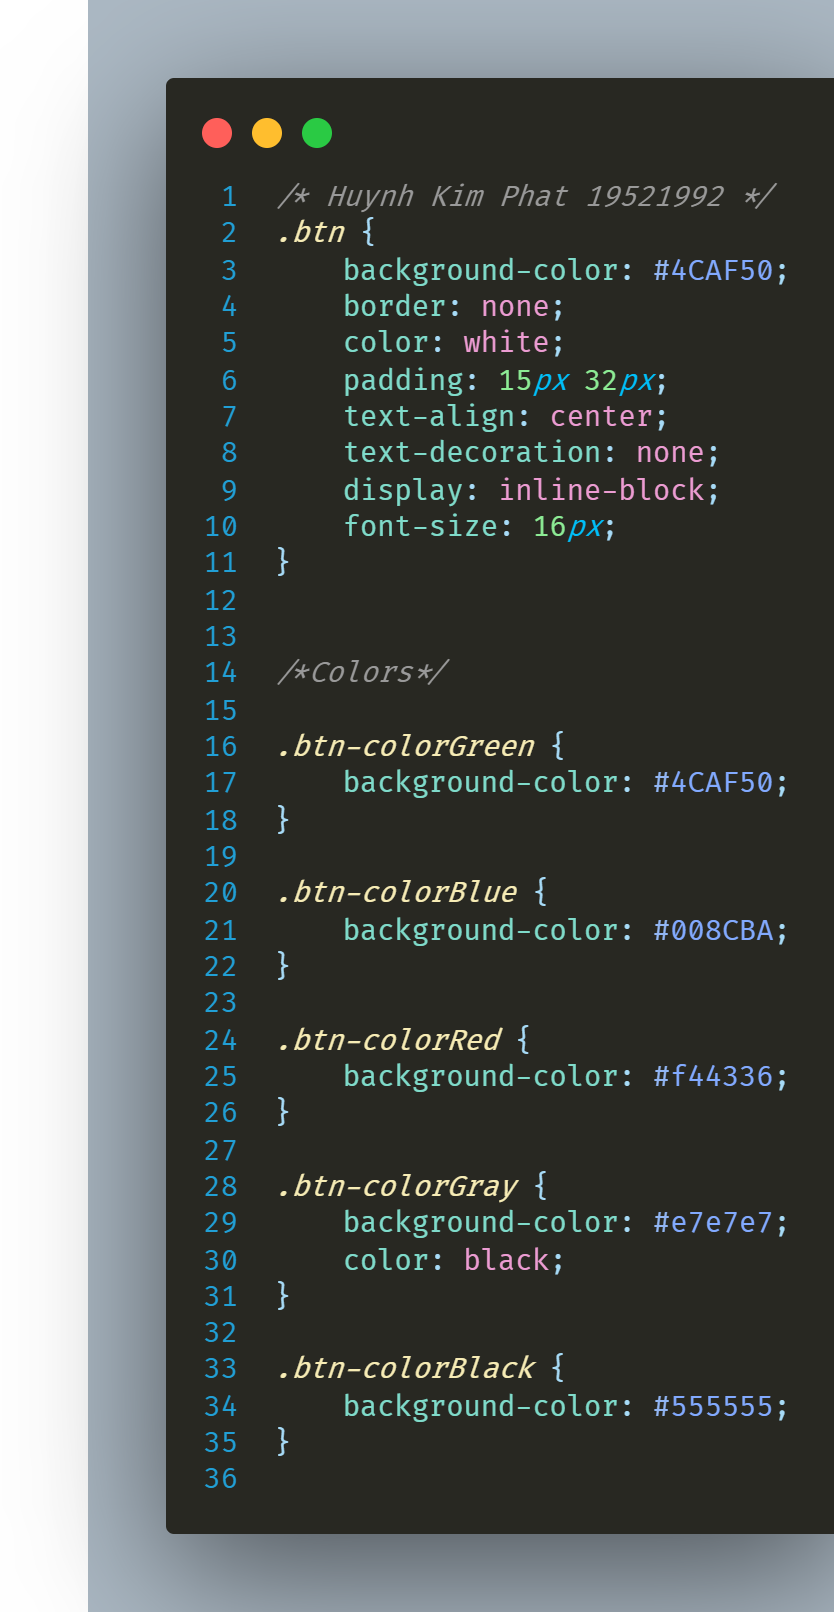 1 /* Huynh Kim Phat 19521992 */
2 .btn {
3     background-color: #4CAF50;
4     border: none;
5     color: white;
6     padding: 15px 32px;
7     text-align: center;
8     text-decoration: none;
9     display: inline-block;
10     font-size: 16px;
11 }
12
13
14 /*Colors*/
15
16 .btn-colorGreen {
17     background-color: #4CAF50;
18 }
19
20 .btn-colorBlue {
21     background-color: #008CBA;
22 }
23
24 .btn-colorRed {
25     background-color: #f44336;
26 }
27
28 .btn-colorGray {
29     background-color: #e7e7e7;
30     color: black;
31 }
32
33 .btn-colorBlack {
34     background-color: #555555;
35 }
36